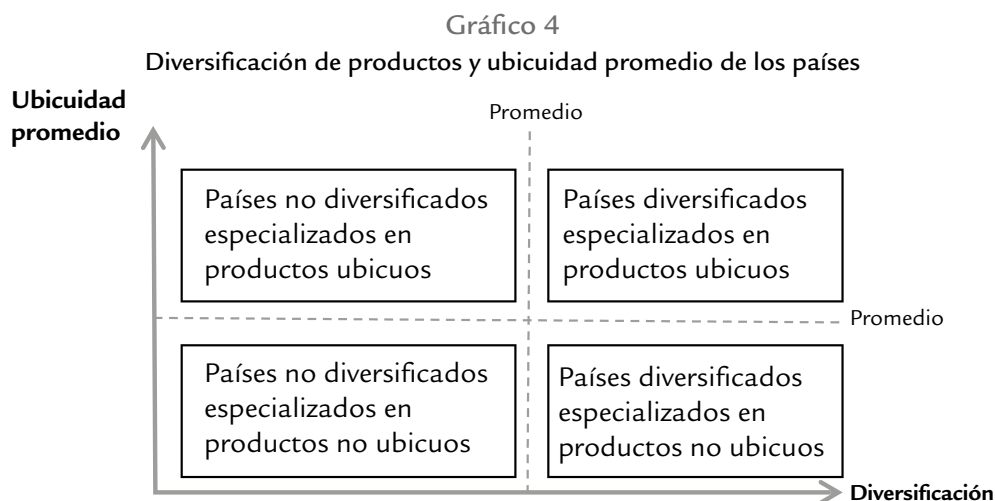 Gráfico 4
Diversificación de productos y ubicuidad promedio de los países
Ubicuidad
promedio
Promedio
Países no diversificados
especializados en
productos ubicuos
Países diversificados
especializados en
productos ubicuos
Promedio
Países no diversificados
especializados en
productos no ubicuos
Países diversificados
especializados en
productos no ubicuos
Diversificación